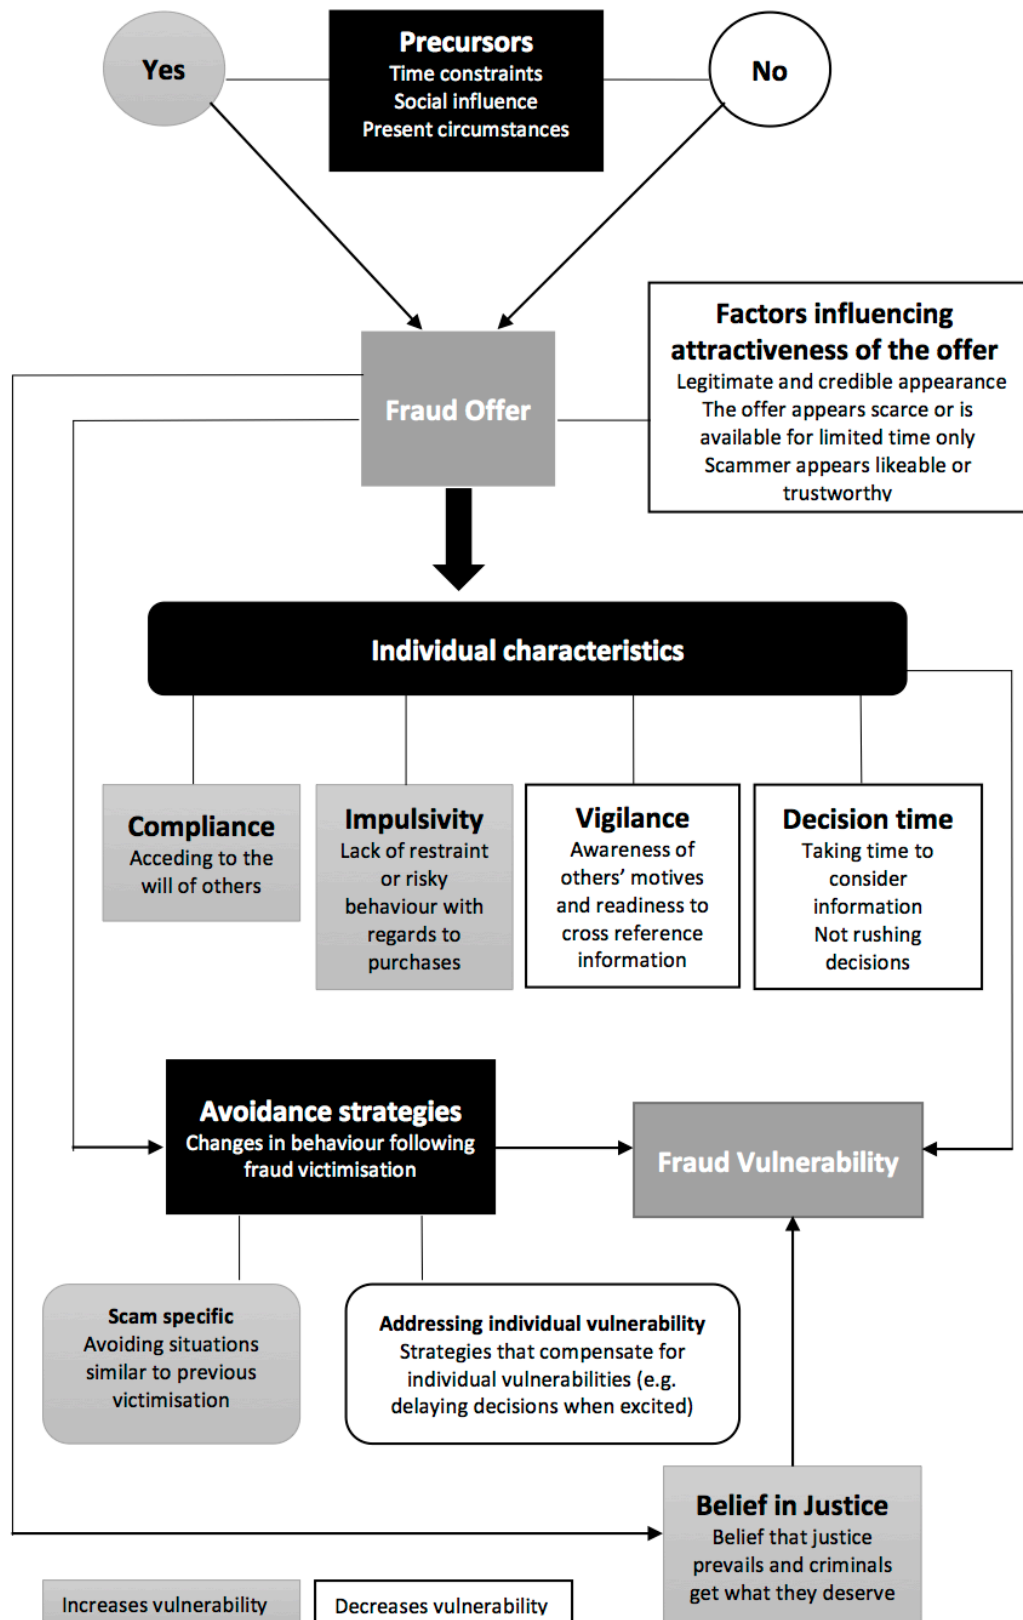 Yes
Precursors
Time constraints
Social influence
Present circumstances
No
Factors influencing
attractiveness of the offer
Legitimate and credible appearance
The offer appears scarce or is
available for limited time only
Scammer appears likeable or
trustworthy
Fraud Offer
Individual characteristics
Compliance
Acceding to the
will of others
Impulsivity
Lack of restraint
or risky
behaviour with
regards to
purchases
Vigilance
Awareness of
others’ motives
and readiness to
cross reference
information
Decision time
Taking time to
consider
information
Not rushing
decisions
Avoidance strategies
Changes in behaviour following
fraud victimisation
Fraud Vulnerability
Scam specific
Avoiding situations
similar to previous
victimisation
Addressing individual vulnerability
Strategies that compensate for
individual vulnerabilities (e.g.
delaying decisions when excited)
Belief in Justice
Belief that justice
prevails and criminals
get what they deserve
Increases vulnerability
Decreases vulnerability